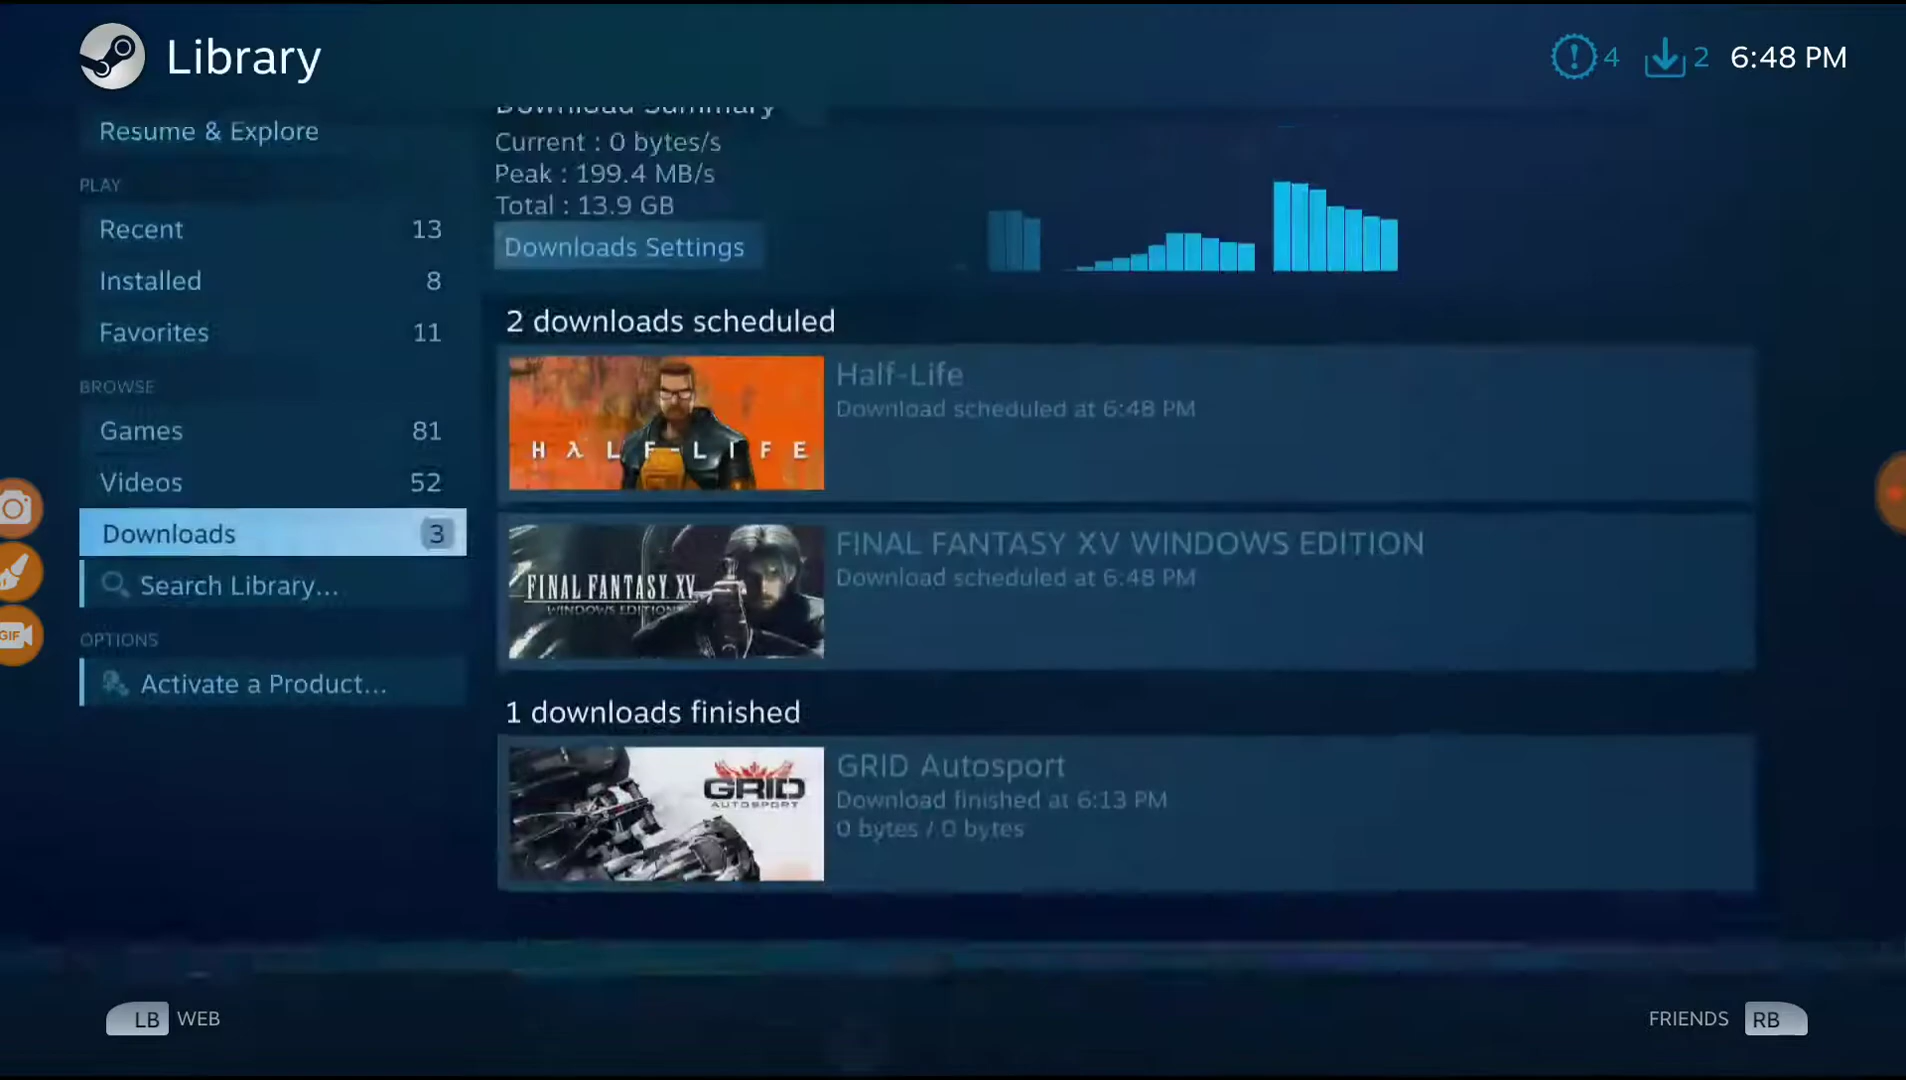 Library
4
2
6:48 PM
Resume & Explore
PLAY
Recent 13
Installed 8
Favorites 11
BROWSE
Games 81
Videos 52
Downloads 3
Search Library...
OPTIONS
Activate a Product...
Download Summary
Current : 0 bytes/s
Peak : 199.4 MB/s
Total : 13.9 GB
Downloads Settings
2 downloads scheduled
HALF-LIFE
Half-Life
Download scheduled at 6:48 PM
FINAL FANTASY XV
WINDOWS EDITION
FINAL FANTASY XV WINDOWS EDITION
Download scheduled at 6:48 PM
1 downloads finished
GRID
AUTOSPORT
GRID Autosport
Download finished at 6:13 PM
0 bytes / 0 bytes
GIF
LB WEB
FRIENDS RB